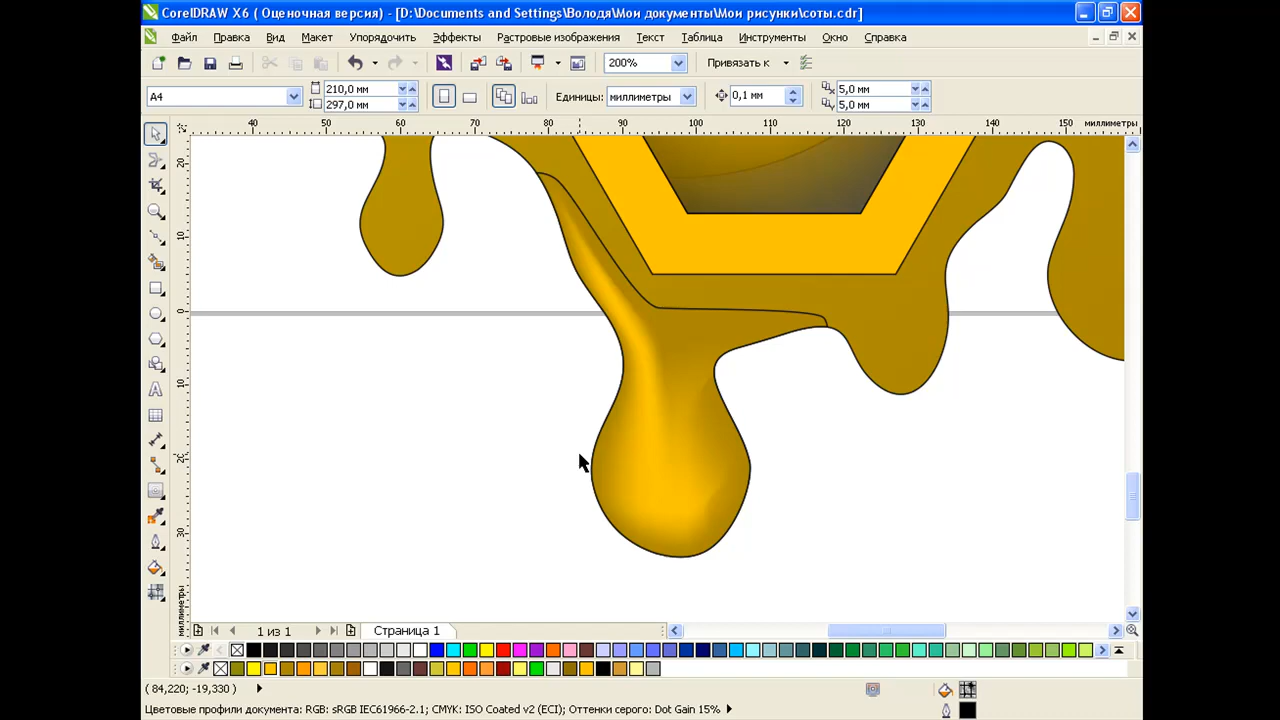 CorelDRAW X6 ( Оценочная версия) - [D:\Documents and Settings\Володя\Мои документы\Мои рисунки\соты.cdr]
Файл Правка Вид Макет Упорядочить Эффекты Растровые изображения Текст Таблица Инструменты Окно Справка
200% Привязать к
A4 210,0 мм 297,0 мм Единицы: миллиметры 0,1 мм 5,0 мм 5,0 мм
40 50 60 70 80 90 100 110 120 130 140 150 миллиметры
20
10
0
10
20
30
миллиметры
1 из 1 Страница 1
( 84,220; -19,330 )
Цветовые профили документа: RGB: sRGB IEC61966-2.1; CMYK: ISO Coated v2 (ECI); Оттенки серого: Dot Gain 15%